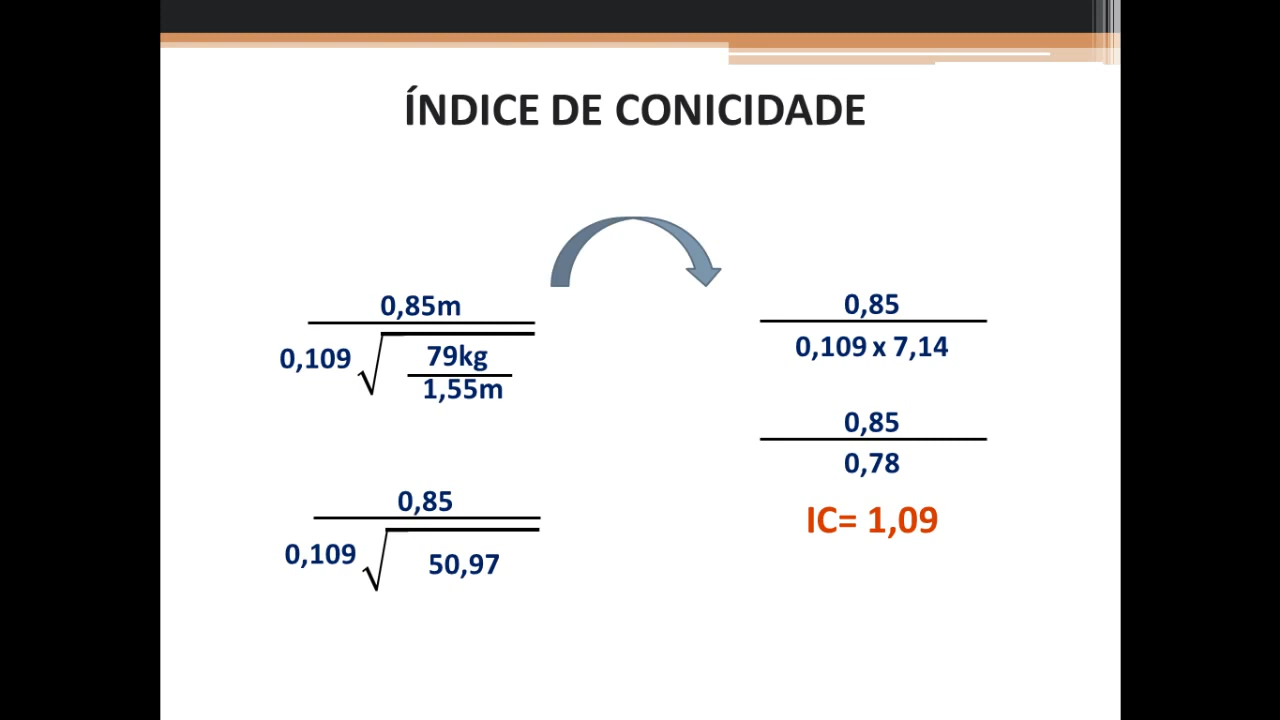 ÍNDICE DE CONICIDADE
0,85m
0,109 √ 79kg
1,55m
0,85
0,109 √ 50,97
0,85
0,109 x 7,14
0,85
0,78
IC= 1,09